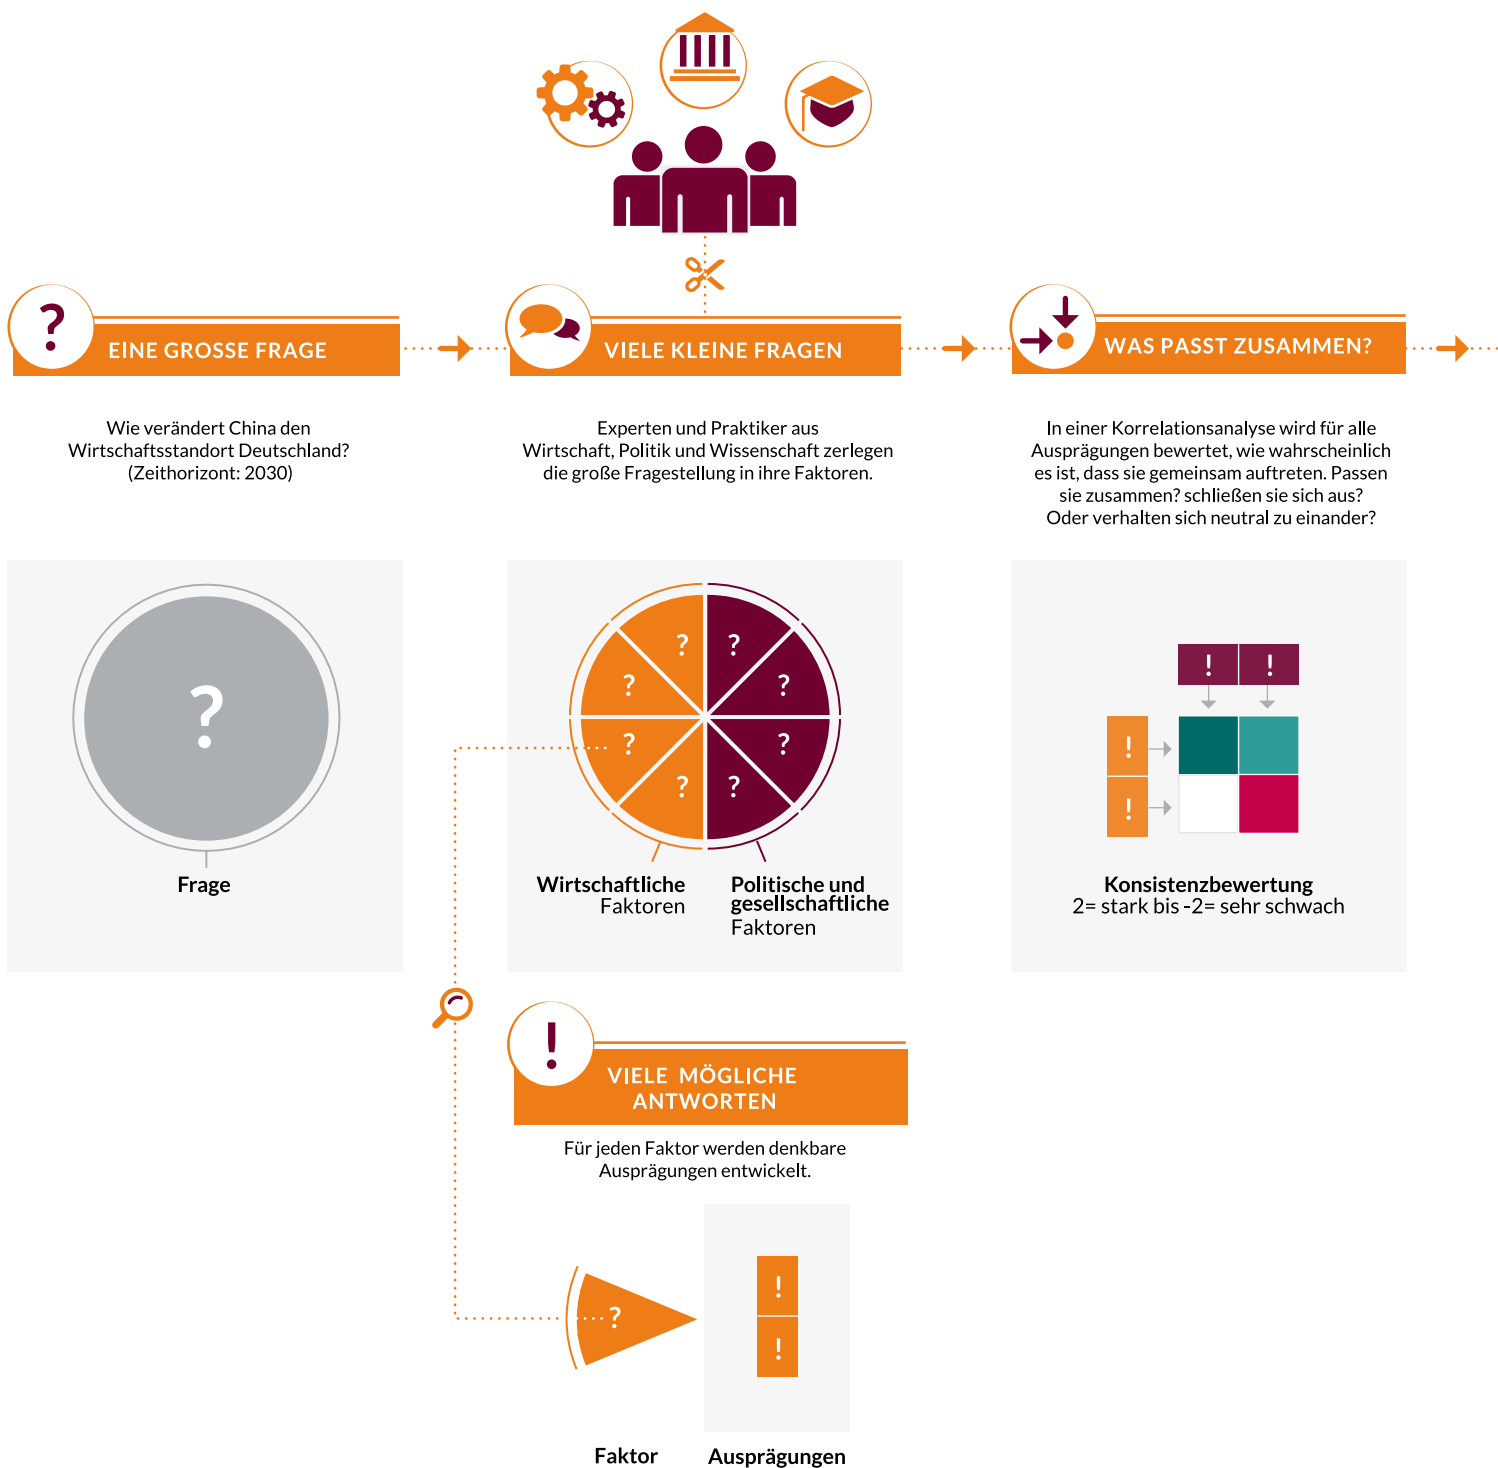 ?
EINE GROSSE FRAGE
Wie verändert China den
Wirtschaftsstandort Deutschland?
(Zeithorizont: 2030)
?
Frage
VIELE KLEINE FRAGEN
Experten und Praktiker aus
Wirtschaft, Politik und Wissenschaft zerlegen
die große Fragestellung in ihre Faktoren.
? ?
? ?
? ?
? ?
Wirtschaftliche
Faktoren
Politische und
gesellschaftliche
Faktoren
!
VIELE MÖGLICHE
ANTWORTEN
Für jeden Faktor werden denkbare
Ausprägungen entwickelt.
?
!
!
Faktor
Ausprägungen
WAS PASST ZUSAMMEN?
In einer Korrelationsanalyse wird für alle
Ausprägungen bewertet, wie wahrscheinlich
es ist, dass sie gemeinsam auftreten. Passen
sie zusammen? schließen sie sich aus?
Oder verhalten sich neutral zu einander?
! !
!
!
Konsistenzbewertung
2= stark bis -2= sehr schwach